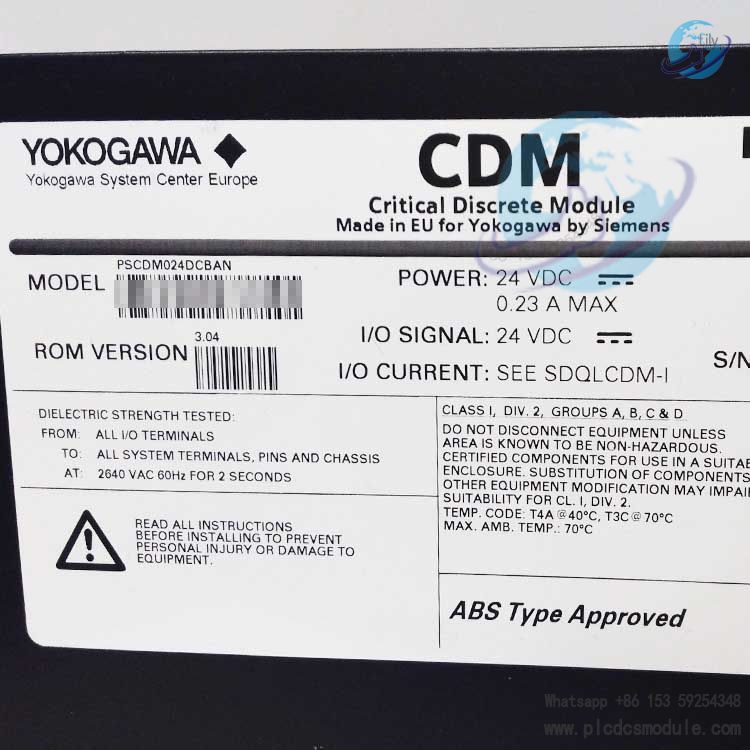 fily
YOKOGAWA
Yokogawa System Center Europe
CDM
Critical Discrete Module
Made in EU for Yokogawa by Siemens
MODEL
PSCDM024DCBAN
POWER: 24 VDC
0.23 A MAX
ROM VERSION 3.04
I/O SIGNAL: 24 VDC
I/O CURRENT: SEE SDQLCDM-I
S/N
DIELECTRIC STRENGTH TESTED:
FROM: ALL I/O TERMINALS
TO: ALL SYSTEM TERMINALS, PINS AND CHASSIS
AT: 2640 VAC 60Hz FOR 2 SECONDS
READ ALL INSTRUCTIONS
BEFORE INSTALLING TO PREVENT
PERSONAL INJURY OR DAMAGE TO
EQUIPMENT.
CLASS I, DIV. 2, GROUPS A, B, C & D
DO NOT DISCONNECT EQUIPMENT UNLESS
AREA IS KNOWN TO BE NON-HAZARDOUS.
CERTIFIED COMPONENTS FOR USE IN A SUITA
ENCLOSURE. SUBSTITUTION OF COMPONENTS
OTHER EQUIPMENT MODIFICATION MAY IMPAI
SUITABILITY FOR CL. I, DIV. 2.
TEMP. CODE: T4A @ 40°C, T3C @ 70°C
MAX. AMB. TEMP.: 70°C
ABS Type Approved
Whatsapp +86 153 59254348
www.plcdcsmodule.com